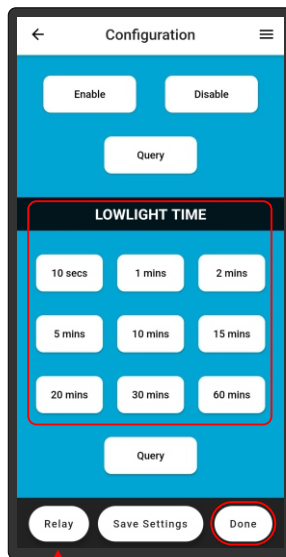 Configuration
Enable Disable
Query
LOWLIGHT TIME
10 secs 1 mins 2 mins
5 mins 10 mins 15 mins
20 mins 30 mins 60 mins
Query
Relay Save Settings Done